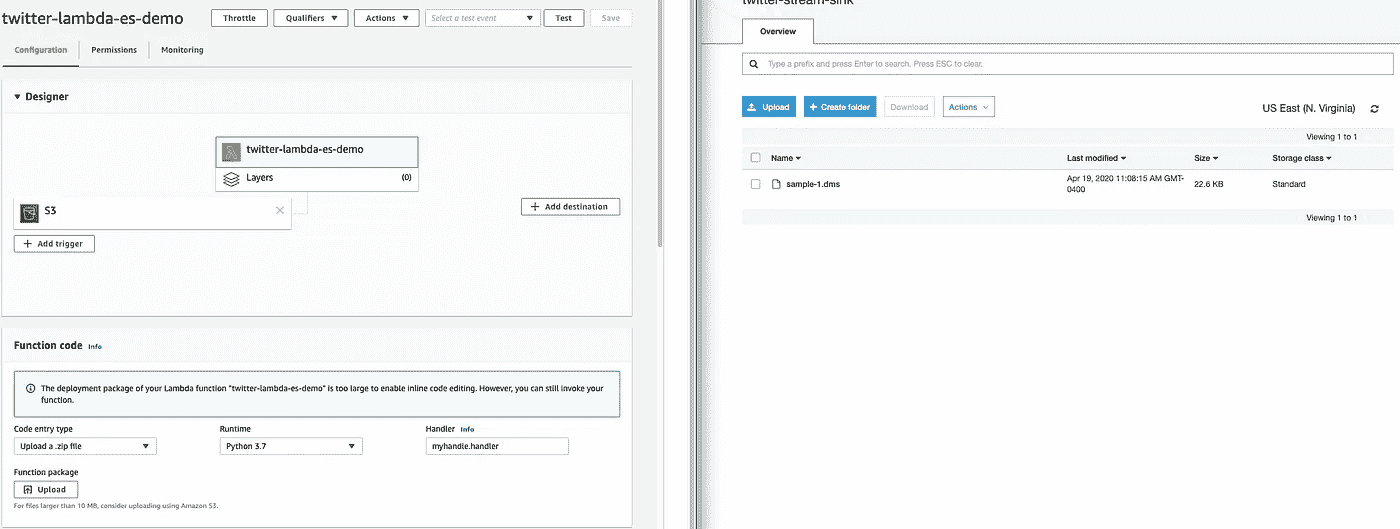 twitter-lambda-es-demo
Throttle
Qualifiers
Actions
Select a test event
Test
Save
Configuration
Permissions
Monitoring
Designer
twitter-lambda-es-demo
Layers
(0)
S3
Add destination
Add trigger
Function code Info
The deployment package of your Lambda function "twitter-lambda-es-demo" is too large to enable inline code editing. However, you can still invoke your
function.
Code entry type
Runtime
Handler Info
Upload a .zip file
Python 3.7
myhandle.handler
Function package
Upload
For files larger than 10 MB, consider uploading using Amazon S3.
twitter-stream-sink
Overview
Type a prefix and press Enter to search. Press ESC to clear.
Upload
Create folder
Download
Actions
US East (N. Virginia)
Viewing 1 to 1
Name
Last modified
Size
Storage class
sample-1.dms
Apr 19, 2020 11:08:15 AM GMT-
0400
22.6 KB
Standard
Viewing 1 to 1